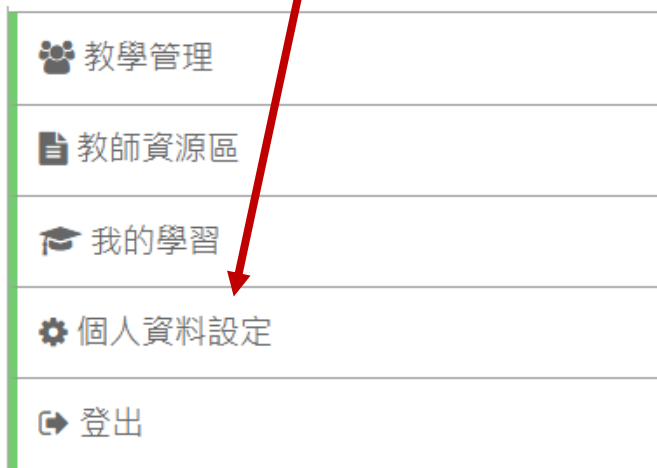 教學管理
教師資源區
我的學習
個人資料設定
登出